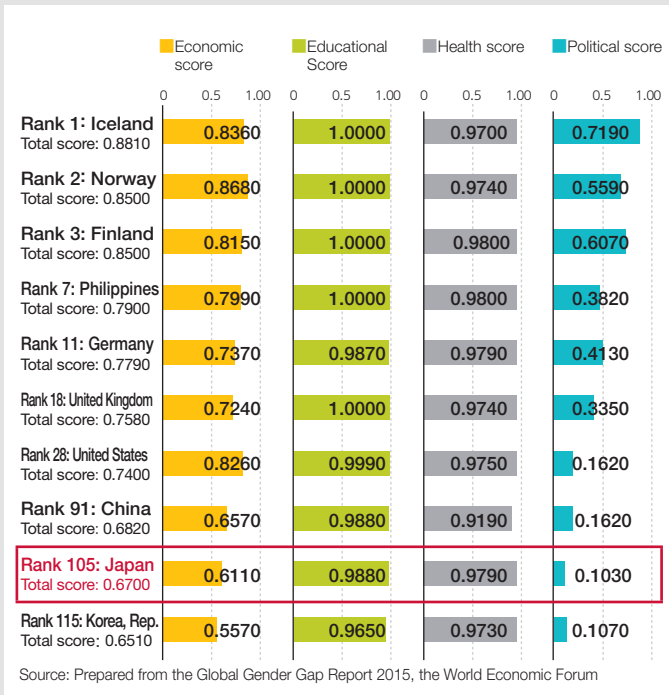 Economic score
Educational Score
Health score
Political score
0 0.5 1.00 0 0.5 1.00 0 0.5 1.00 0 0.5 1.00
Rank 1: Iceland
Total score: 0.8810
0.8360 1.0000 0.9700 0.7190
Rank 2: Norway
Total score: 0.8500
0.8680 1.0000 0.9740 0.5590
Rank 3: Finland
Total score: 0.8500
0.8150 1.0000 0.9800 0.6070
Rank 7: Philippines
Total score: 0.7900
0.7990 1.0000 0.9800 0.3820
Rank 11: Germany
Total score: 0.7790
0.7370 0.9870 0.9790 0.4130
Rank 18: United Kingdom
Total score: 0.7580
0.7240 1.0000 0.9740 0.3350
Rank 28: United States
Total score: 0.7400
0.8260 0.9990 0.9750 0.1620
Rank 91: China
Total score: 0.6820
0.6570 0.9880 0.9190 0.1620
Rank 105: Japan
Total score: 0.6700
0.6110 0.9880 0.9790 0.1030
Rank 115: Korea, Rep.
Total score: 0.6510
0.5570 0.9650 0.9730 0.1070
Source: Prepared from the Global Gender Gap Report 2015, the World Economic Forum